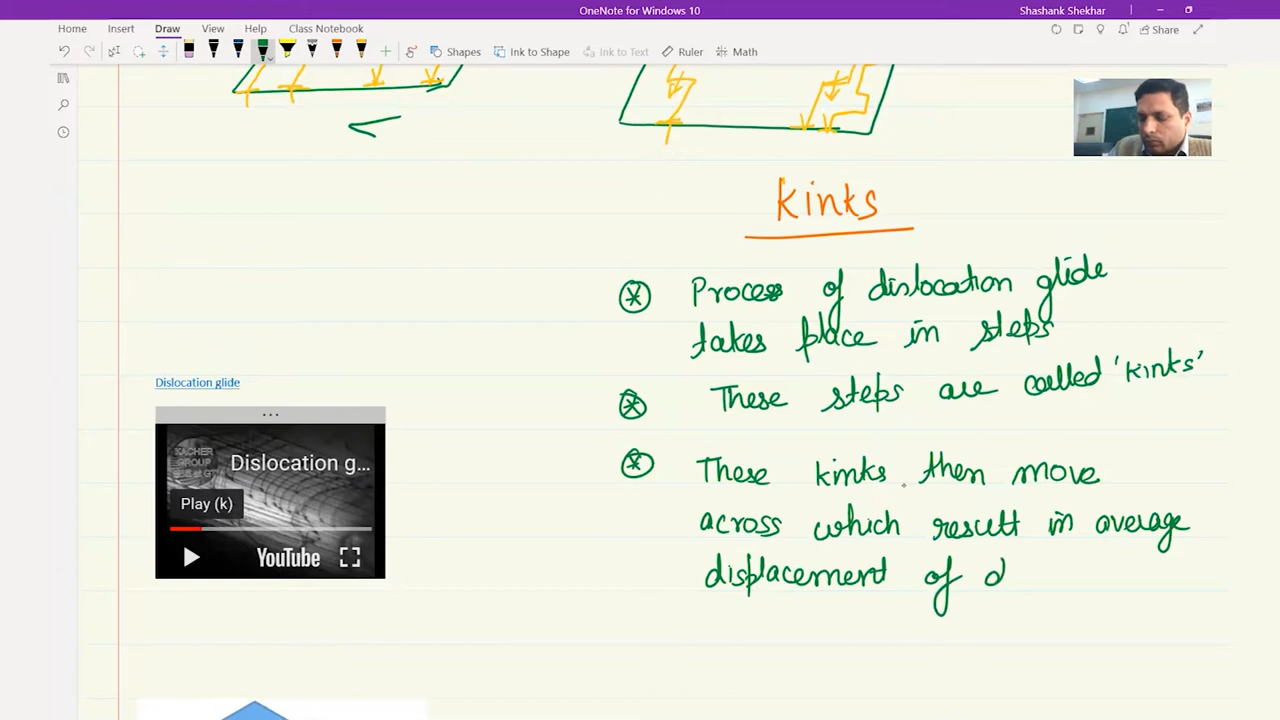 OneNote for Windows 10
Shashank Shekhar
Home Insert Draw View Help Class Notebook
Share
Shapes Ink to Shape Ink to Text Ruler Math
Kinks
Process of dislocation glide
takes place in steps
These steps are called 'kinks'
Dislocation glide
These kinks then move
across which result in average
displacement of d
KACHER
GROUP
Dislocation g...
Play (k)
YouTube